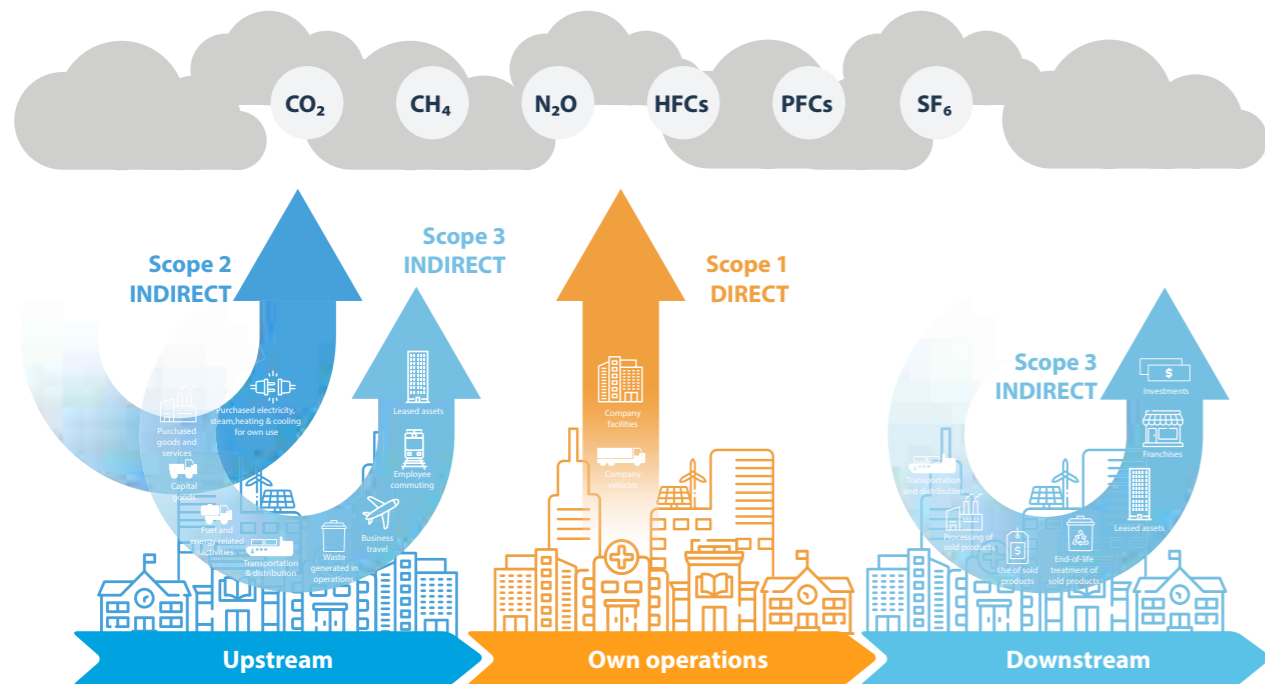 CO₂
CH₄
N₂O
HFCs
PFCs
SF₆
Scope 2
INDIRECT
Scope 3
INDIRECT
Scope 1
DIRECT
Scope 3
INDIRECT
Purchased electricity,
steam,heating & cooling
for own use
Purchased
goods and
services
Capital
goods
Fuel and
energy related
activities
Transportation
& distribution
Waste
generated in
operations
Business
travel
Employee
commuting
Leased assets
Company
facilities
Company
vehicles
Transportation
and distribution
Processing of
sold products
$
Use of sold
products
End-of-life
treatment of
sold products
Leased assets
Franchises
$
Investments
Upstream
Own operations
Downstream